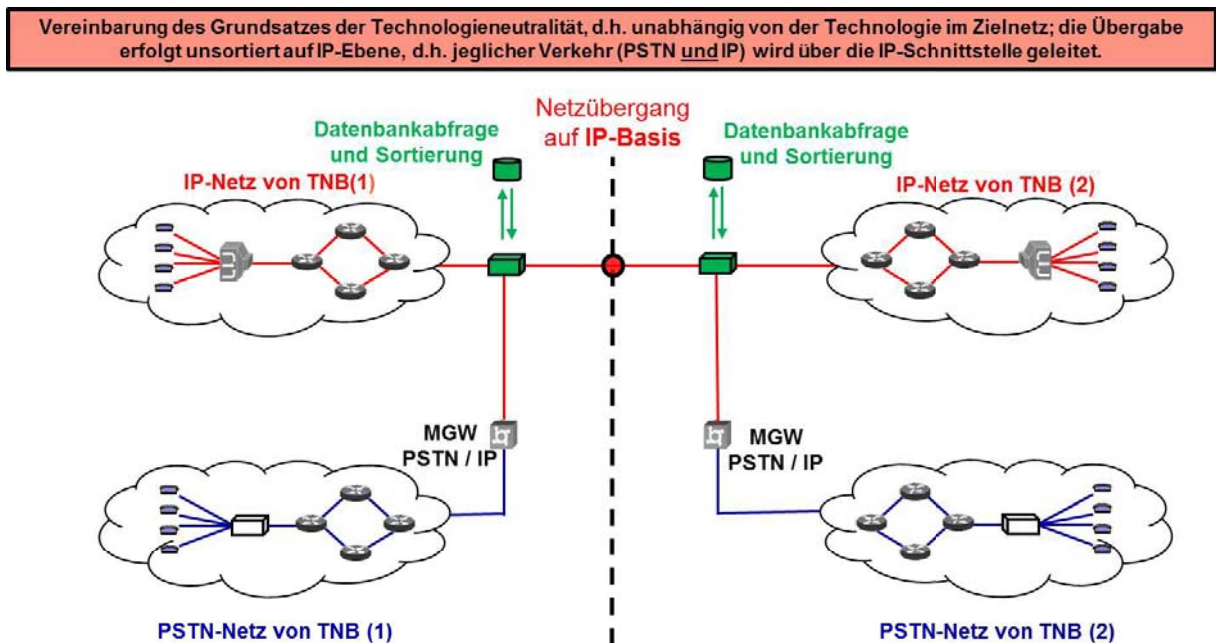 Vereinbarung des Grundsatzes der Technologieneutralität, d.h. unabhängig von der Technologie im Zielnetz; die Übergabe
erfolgt unsortiert auf IP-Ebene, d.h. jeglicher Verkehr (PSTN und IP) wird über die IP-Schnittstelle geleitet.
Netzübergang
auf IP-Basis
Datenbankabfrage
und Sortierung
Datenbankabfrage
und Sortierung
IP-Netz von TNB(1)
IP-Netz von TNB (2)
MGW
PSTN / IP
MGW
PSTN / IP
PSTN-Netz von TNB (1)
PSTN-Netz von TNB (2)